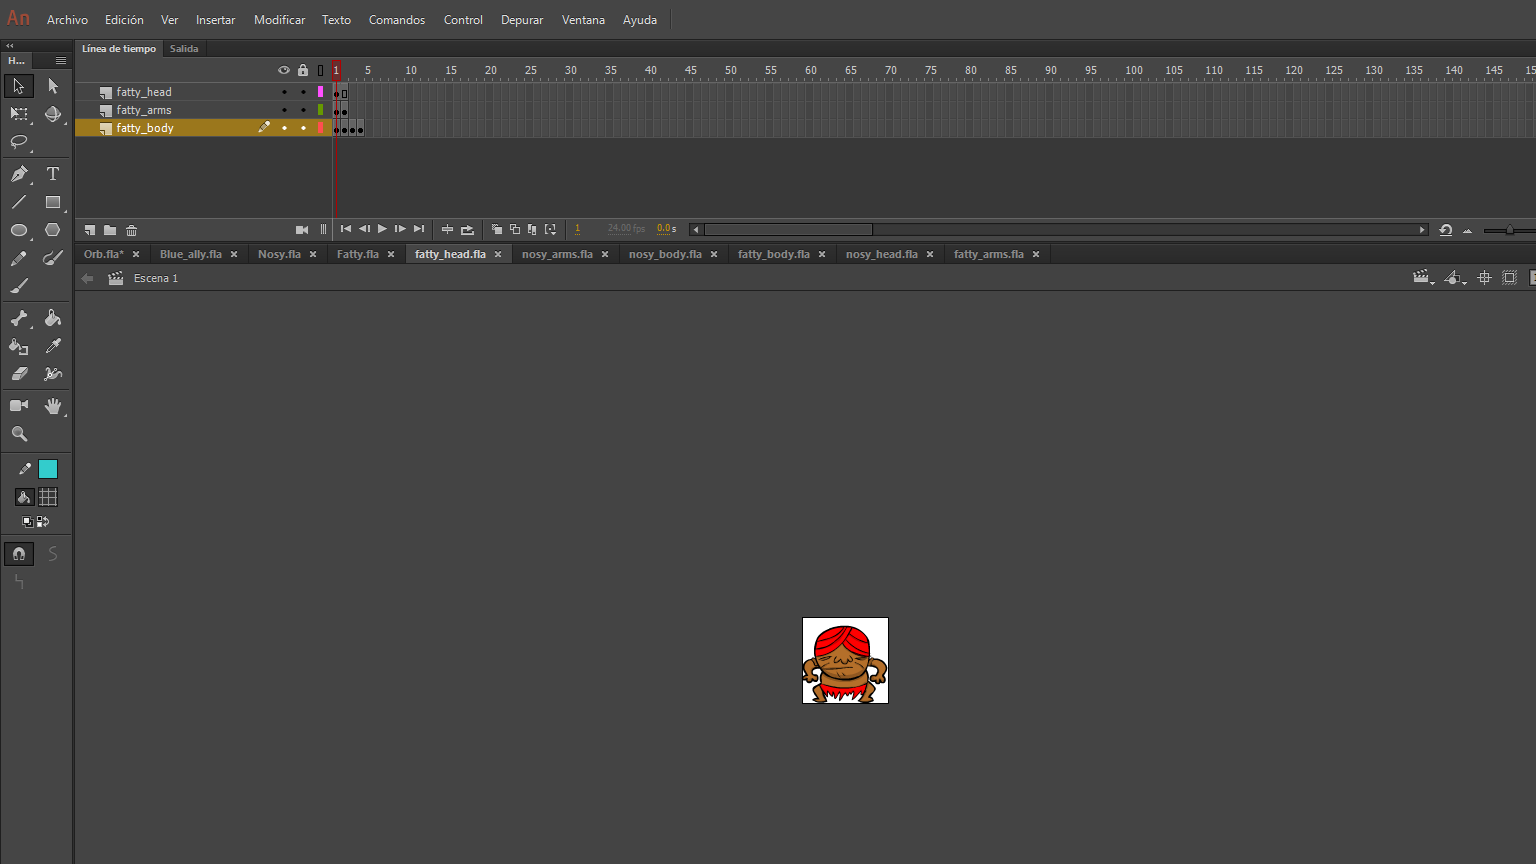 An Archivo Edición Ver Insertar Modificar Texto Comandos Control Depurar Ventana Ayuda
H... Línea de tiempo Salida
1 5 10 15 20 25 30 35 40 45 50 55 60 65 70 75 80 85 90 95 100 105 110 115 120 125 130 135 140 145 15
fatty_head
fatty_arms
fatty_body
T
1 24.00 fps 0.0 s
Orb.fla* Blue_ally.fla Nosy.fla Fatty.fla fatty_head.fla nosy_arms.fla nosy_body.fla fatty_body.fla nosy_head.fla fatty_arms.fla
Escena 1